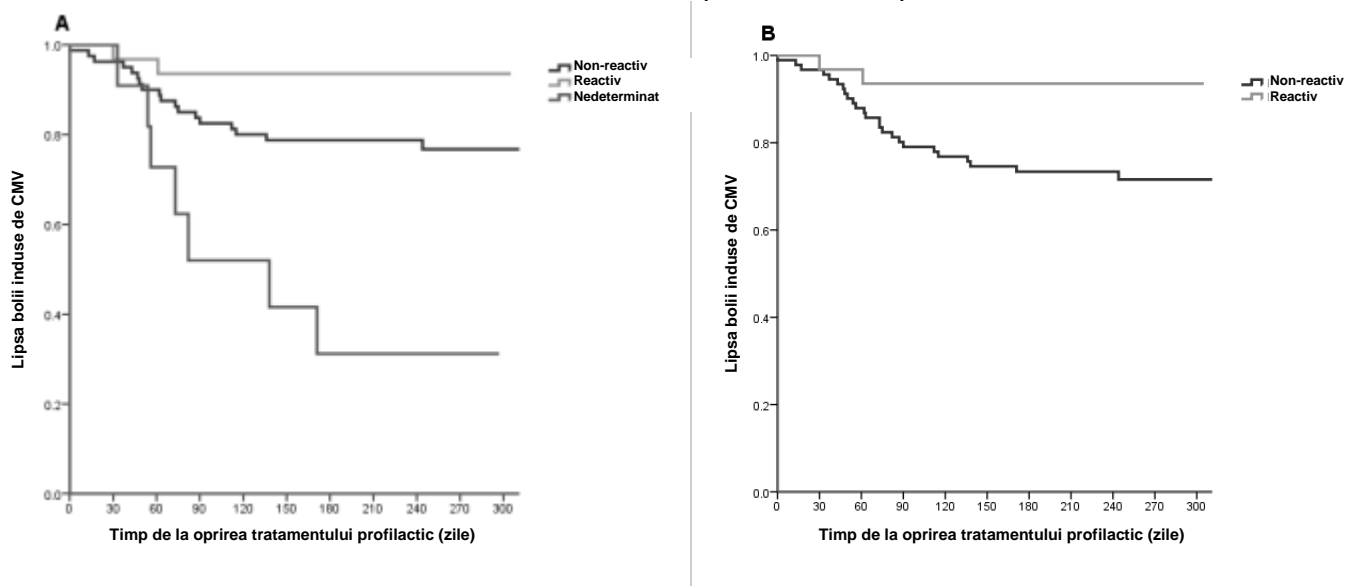 A
1.0
0.8
0.6
0.4
0.2
0.0
Lipsa bolii induse de CMV
0 30 60 90 120 150 180 210 240 270 300
Timp de la oprirea tratamentului profilactic (zile)
Non-reactiv
Reactiv
Nedeterminat
B
1.0
0.8
0.6
0.4
0.2
0.0
Lipsa bolii induse de CMV
0 30 60 90 120 150 180 210 240 270 300
Timp de la oprirea tratamentului profilactic (zile)
Non-reactiv
Reactiv